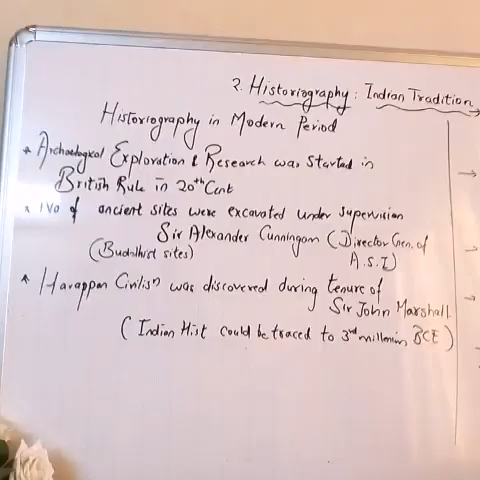 2. Historiography : Indian Tradition
Historiography in Modern Period
* Archaelogical Exploration & Research was started in
British Rule in 20th Cent
* No of ancient sites were excavated under supervision
Sir Alexander Cunningam (Director Gen. of
(Budhhist sites) A.S.I)
* Harappan Civilisn was discovered during tenure of
Sir John Marshall
( Indian Hist could be traced to 3rd millenium BCE )